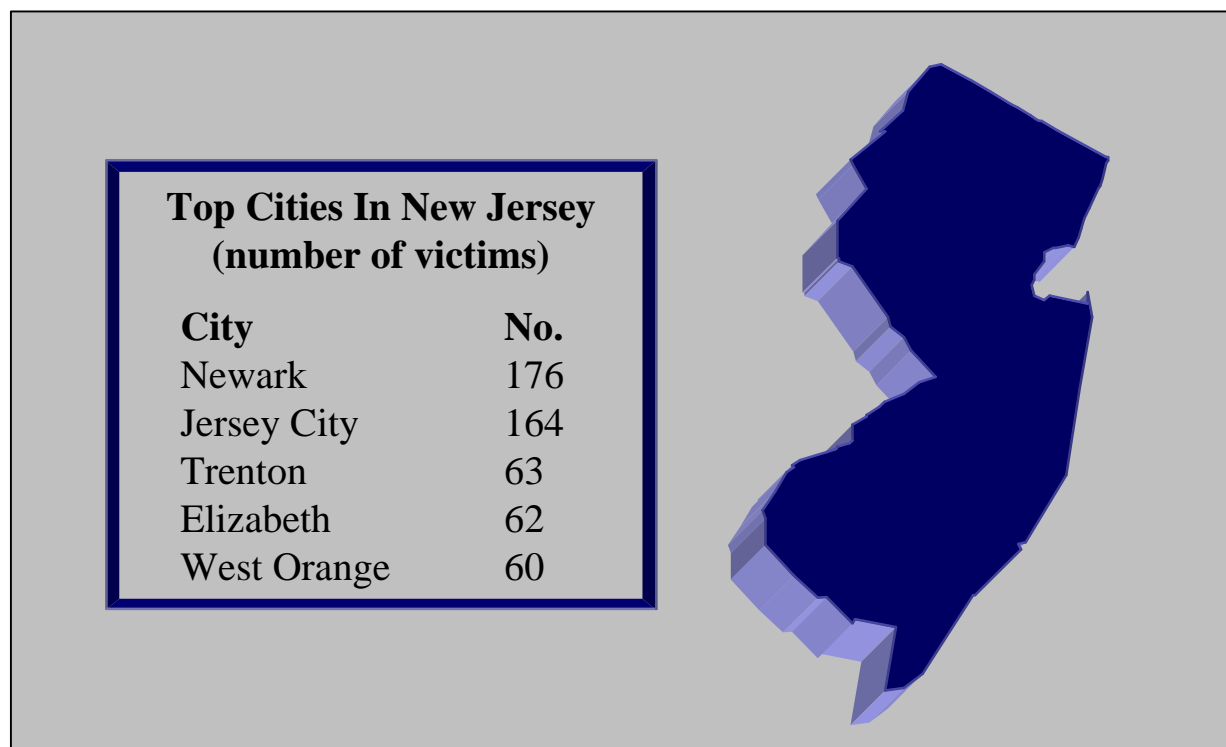 Top Cities In New Jersey
(number of victims)
City No.
Newark 176
Jersey City 164
Trenton 63
Elizabeth 62
West Orange 60